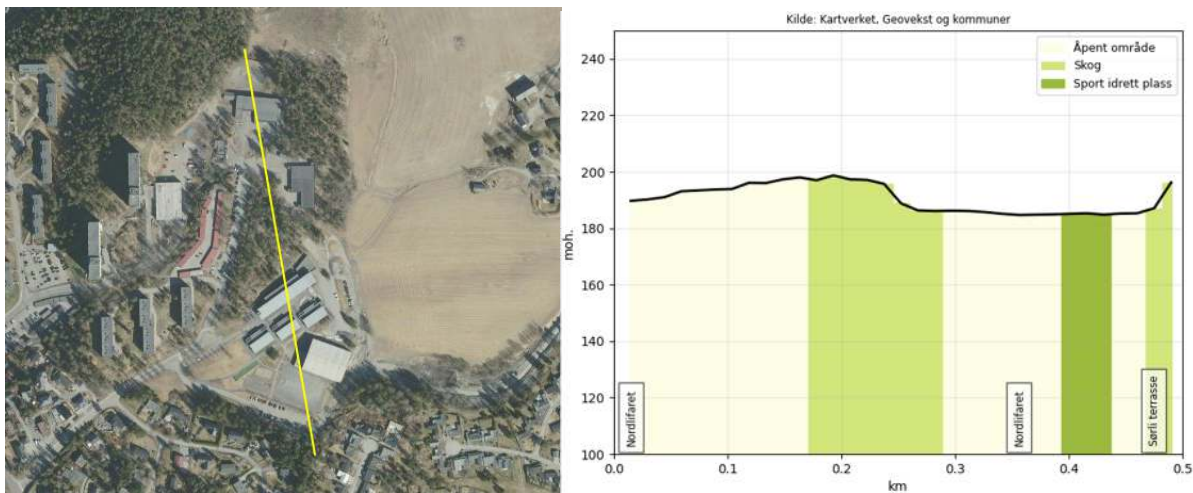 Kilde: Kartverket, Geovekst og kommuner
Åpent område
Skog
Sport idrett plass
240
220
200
180
160
140
120
100
moh.
Nordlifaret
Nordlifaret
Sørli terrasse
0.0 0.1 0.2 0.3 0.4 0.5
km